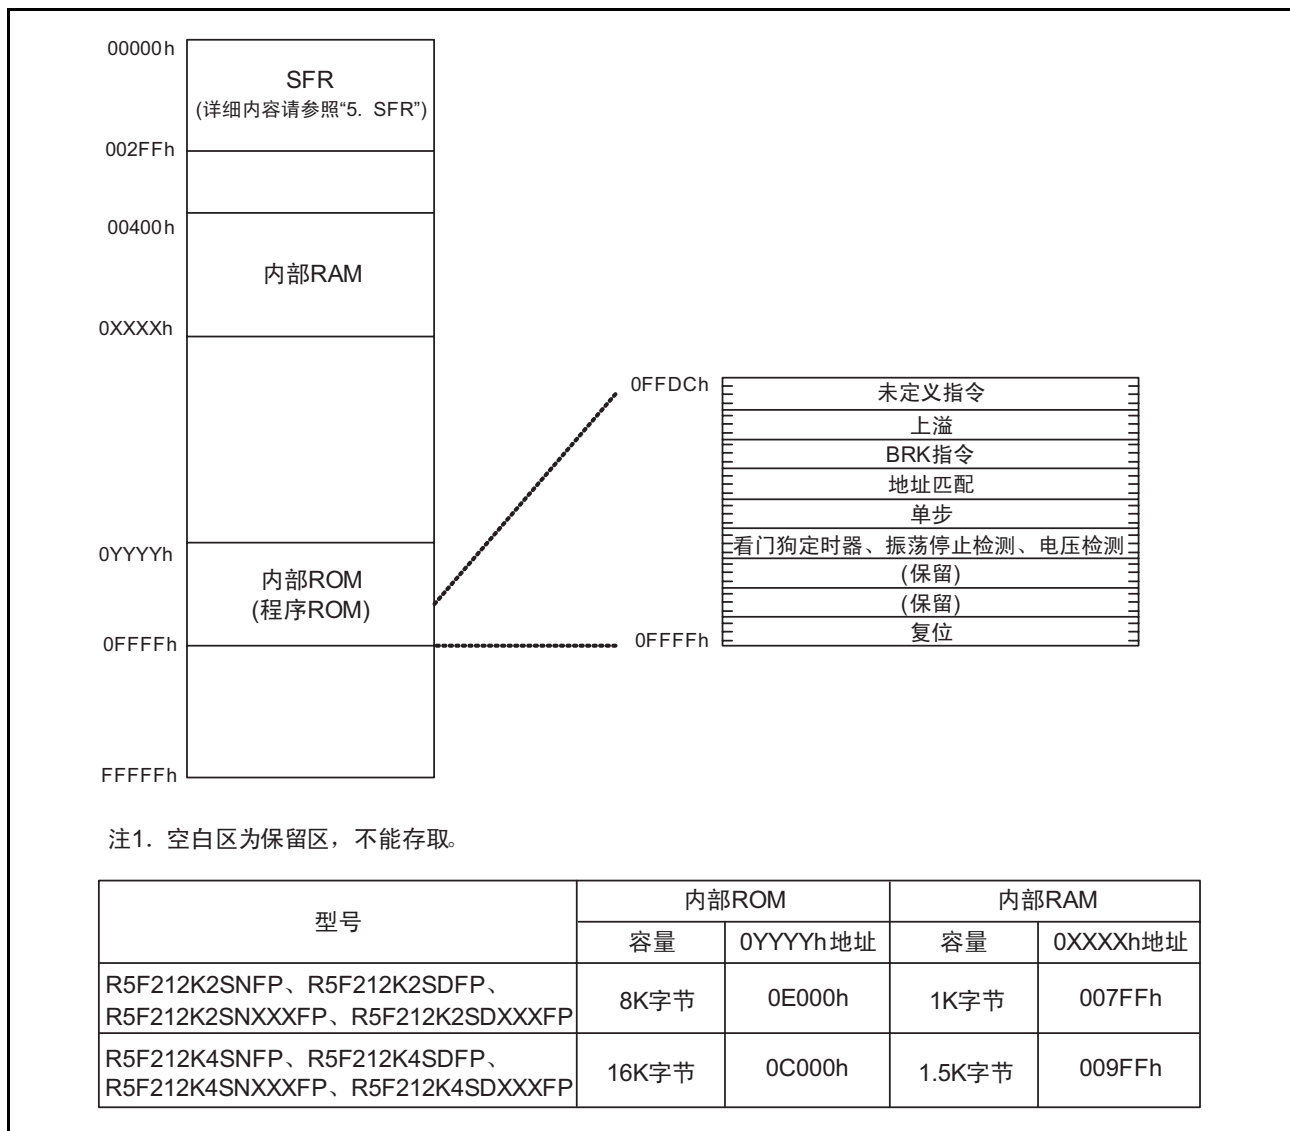 00000h
SFR
(详细内容请参照“5. SFR”)
002FFh
00400h
内部RAM
0XXXXh
0YYYYh
内部ROM
(程序ROM)
0FFFFh
FFFFFh
0FFDCh
未定义指令
上溢
BRK指令
地址匹配
单步
看门狗定时器、振荡停止检测、电压检测
(保留)
(保留)
0FFFFh
复位
注1. 空白区为保留区，不能存取。
型号
内部ROM
内部RAM
容量
0YYYYh地址
容量
0XXXXh地址
R5F212K2SNFP、R5F212K2SDFP、
R5F212K2SNXXXFP、R5F212K2SDXXXFP
8K字节
0E000h
1K字节
007FFh
R5F212K4SNFP、R5F212K4SDFP、
R5F212K4SNXXXFP、R5F212K4SDXXXFP
16K字节
0C000h
1.5K字节
009FFh